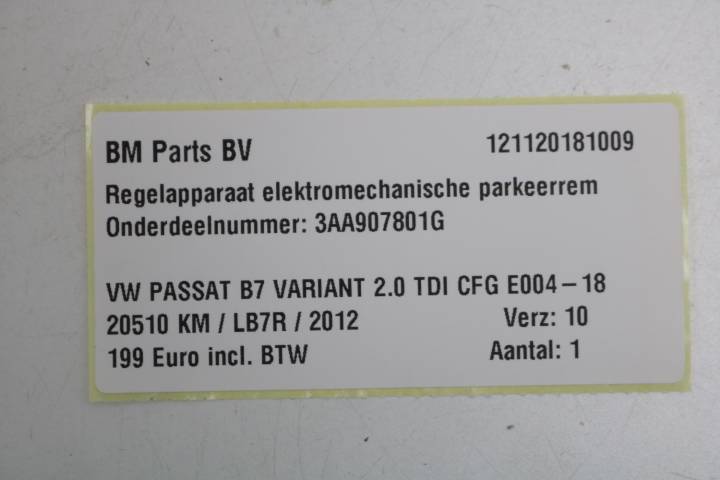 BM Parts BV 121120181009
Regelapparaat elektromechanische parkeerrem
Onderdeelnummer: 3AA907801G
VW PASSAT B7 VARIANT 2.0 TDI CFG E004-18
20510 KM / LB7R / 2012 Verz: 10
199 Euro incl. BTW Aantal: 1